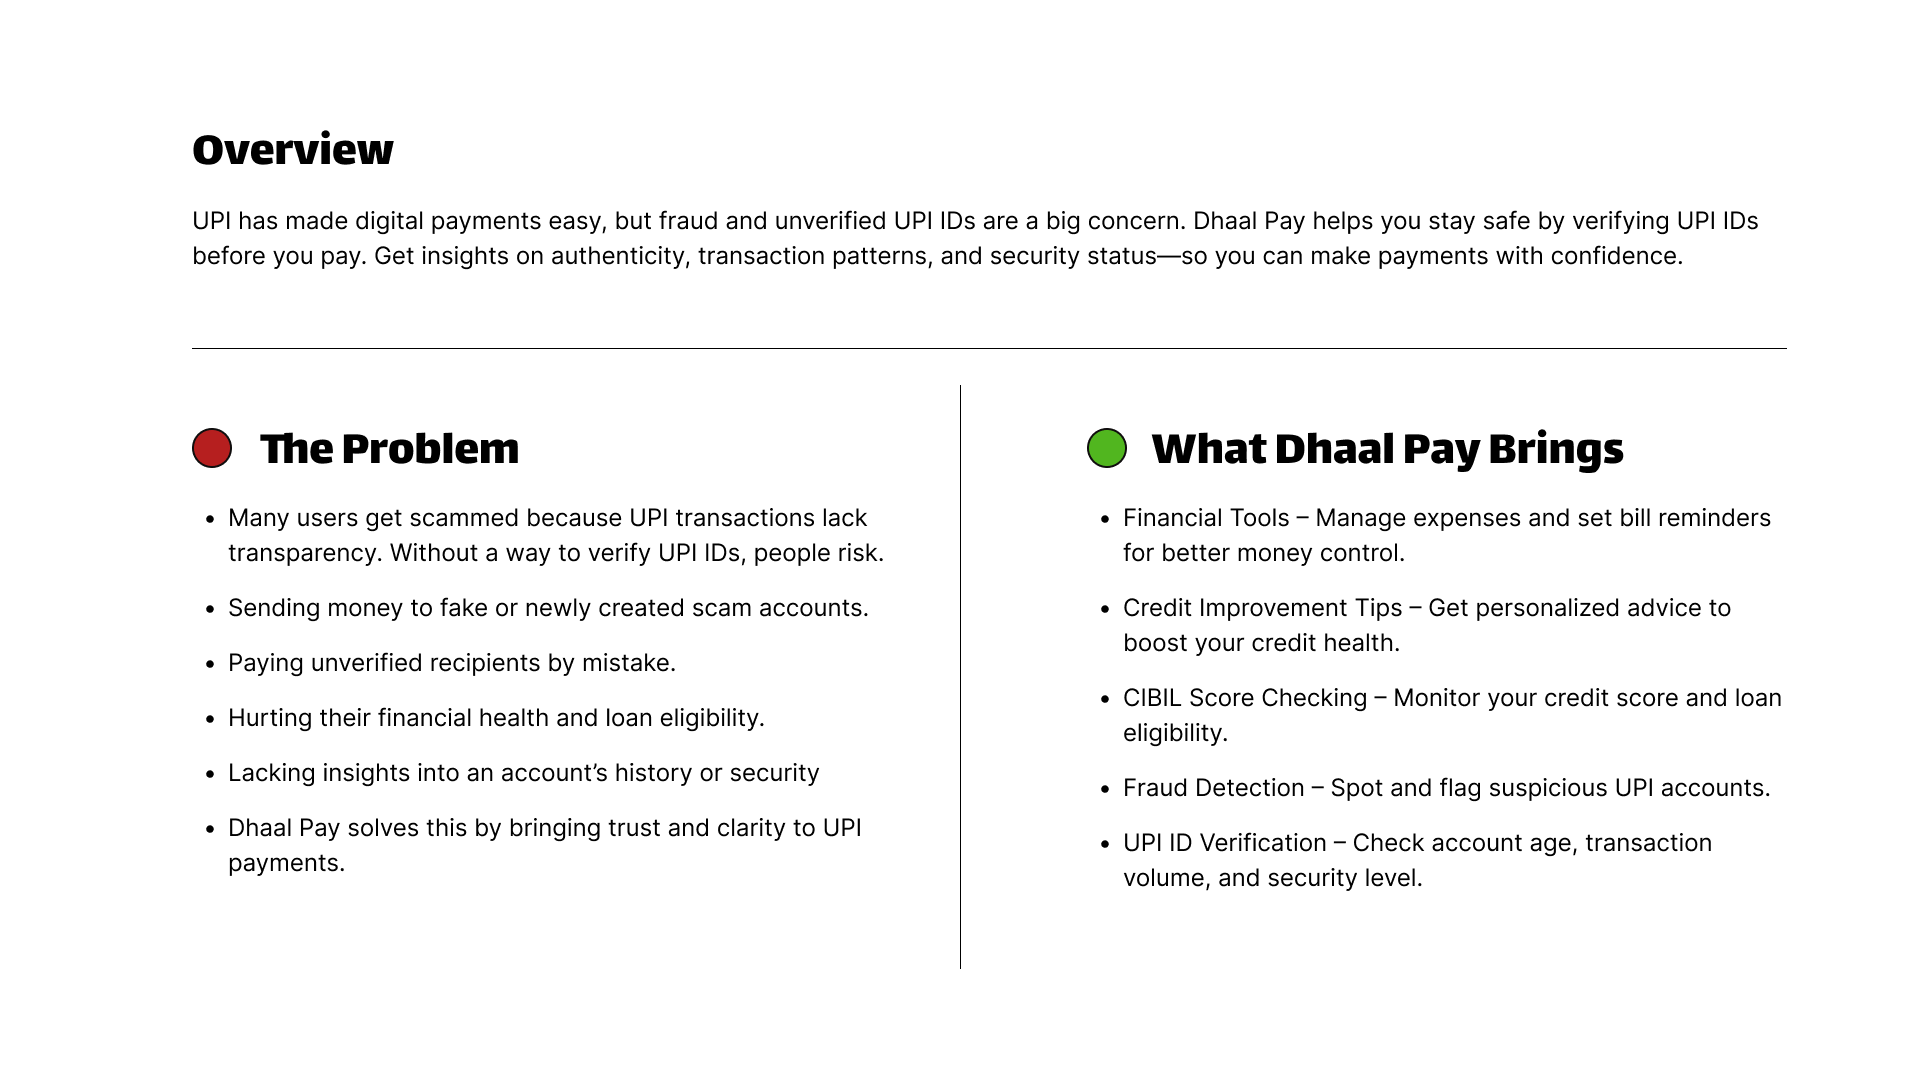 Overview
UPI has made digital payments easy, but fraud and unverified UPI IDs are a big concern. Dhaal Pay helps you stay safe by verifying UPI IDs
before you pay. Get insights on authenticity, transaction patterns, and security status—so you can make payments with confidence.
The Problem
• Many users get scammed because UPI transactions lack
transparency. Without a way to verify UPI IDs, people risk.
• Sending money to fake or newly created scam accounts.
• Paying unverified recipients by mistake.
• Hurting their financial health and loan eligibility.
• Lacking insights into an account’s history or security
• Dhaal Pay solves this by bringing trust and clarity to UPI
payments.
What Dhaal Pay Brings
• Financial Tools – Manage expenses and set bill reminders
for better money control.
• Credit Improvement Tips – Get personalized advice to
boost your credit health.
• CIBIL Score Checking – Monitor your credit score and loan
eligibility.
• Fraud Detection – Spot and flag suspicious UPI accounts.
• UPI ID Verification – Check account age, transaction
volume, and security level.